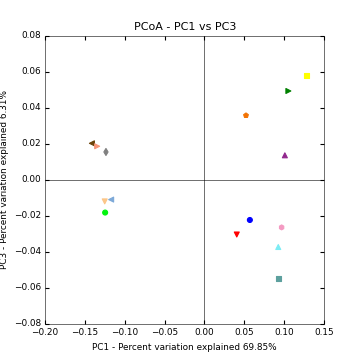 PCoA - PC1 vs PC3
0.08
0.06
0.04
0.02
0.00
−0.02
−0.04
−0.06
−0.08
PC3 - Percent variation explained 6.31%
−0.20 −0.15 −0.10 −0.05 0.00 0.05 0.10 0.15
PC1 - Percent variation explained 69.85%